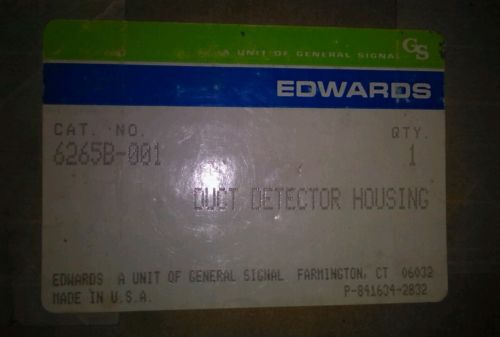 GS
A UNIT OF GENERAL SIGNAL
EDWARDS
CAT. NO. QTY.
6265B-001 1
DUCT DETECTOR HOUSING
EDWARDS A UNIT OF GENERAL SIGNAL FARMINGTON, CT 06032
MADE IN U.S.A. P-841634-2832